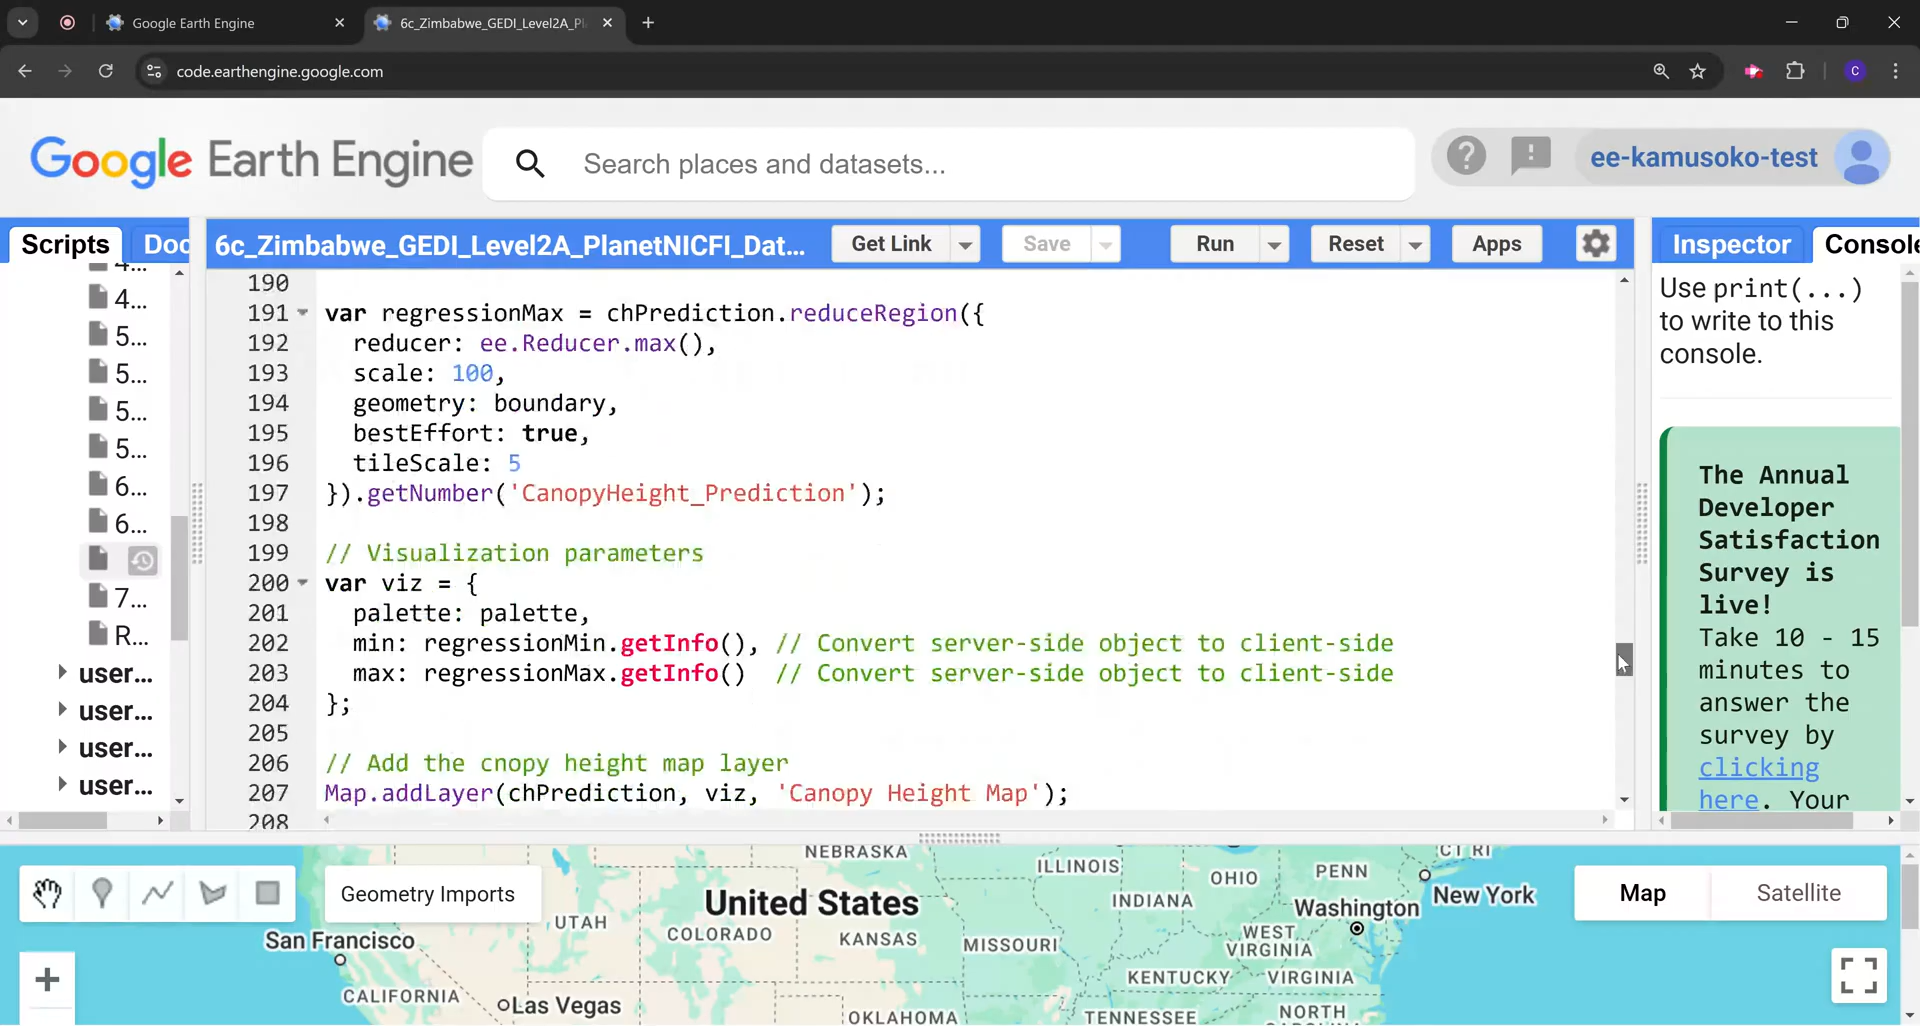 Google Earth Engine
6c_Zimbabwe_GEDI_Level2A_Pl
code.earthengine.google.com
C
Google Earth Engine
Search places and datasets...
ee-kamusoko-test
Scripts
Doc
6c_Zimbabwe_GEDI_Level2A_PlanetNICFI_Dat...
Get Link
Save
Run
Reset
Apps
Inspector
Console
4...
4...
5...
5...
5...
5...
6...
6...
7...
R...
user...
user...
user...
user...
190
191 var regressionMax = chPrediction.reduceRegion({
192 reducer: ee.Reducer.max(),
193 scale: 100,
194 geometry: boundary,
195 bestEffort: true,
196 tileScale: 5
197 }).getNumber('CanopyHeight_Prediction');
198
199 // Visualization parameters
200 var viz = {
201 palette: palette,
202 min: regressionMin.getInfo(), // Convert server-side object to client-side
203 max: regressionMax.getInfo() // Convert server-side object to client-side
204 };
205
206 // Add the cnopy height map layer
207 Map.addLayer(chPrediction, viz, 'Canopy Height Map');
208
Use print(...)
to write to this
console.
The Annual
Developer
Satisfaction
Survey is
live!
Take 10 - 15
minutes to
answer the
survey by
clicking
here. Your
Geometry Imports
Map
Satellite
NEBRASKA
ILLINOIS
OHIO
PENN
CT RI
New York
United States
INDIANA
Washington
UTAH
COLORADO
KANSAS
MISSOURI
WEST
VIRGINIA
San Francisco
KENTUCKY
VIRGINIA
CALIFORNIA
Las Vegas
OKLAHOMA
TENNESSEE
NORTH